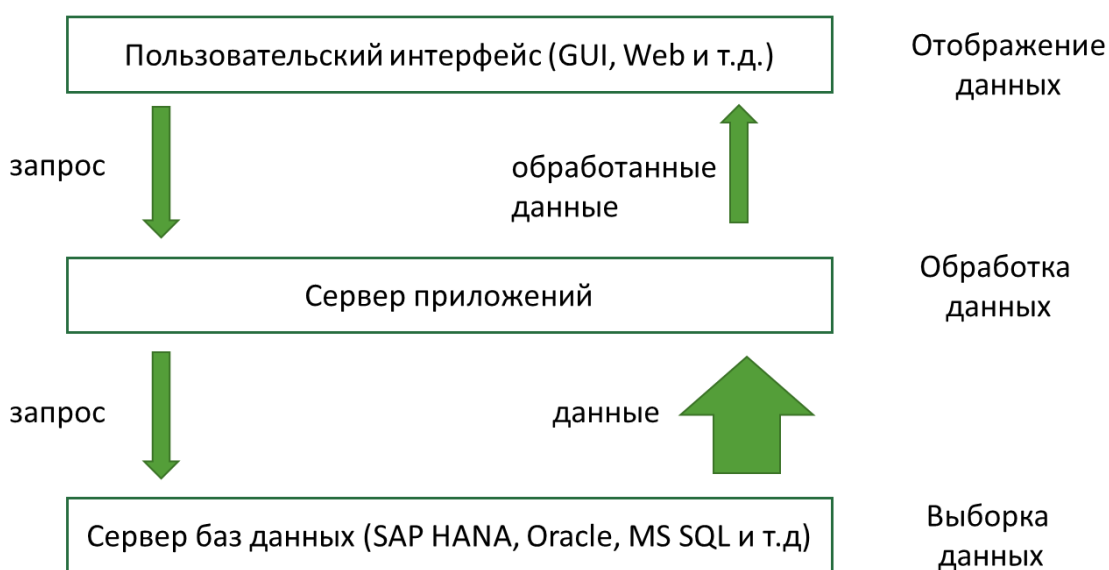 Пользовательский интерфейс (GUI, Web и т.д.)
Отображение
данных
запрос
обработанные
данные
Сервер приложений
Обработка
данных
запрос
данные
Сервер баз данных (SAP HANA, Oracle, MS SQL и т.д)
Выборка
данных